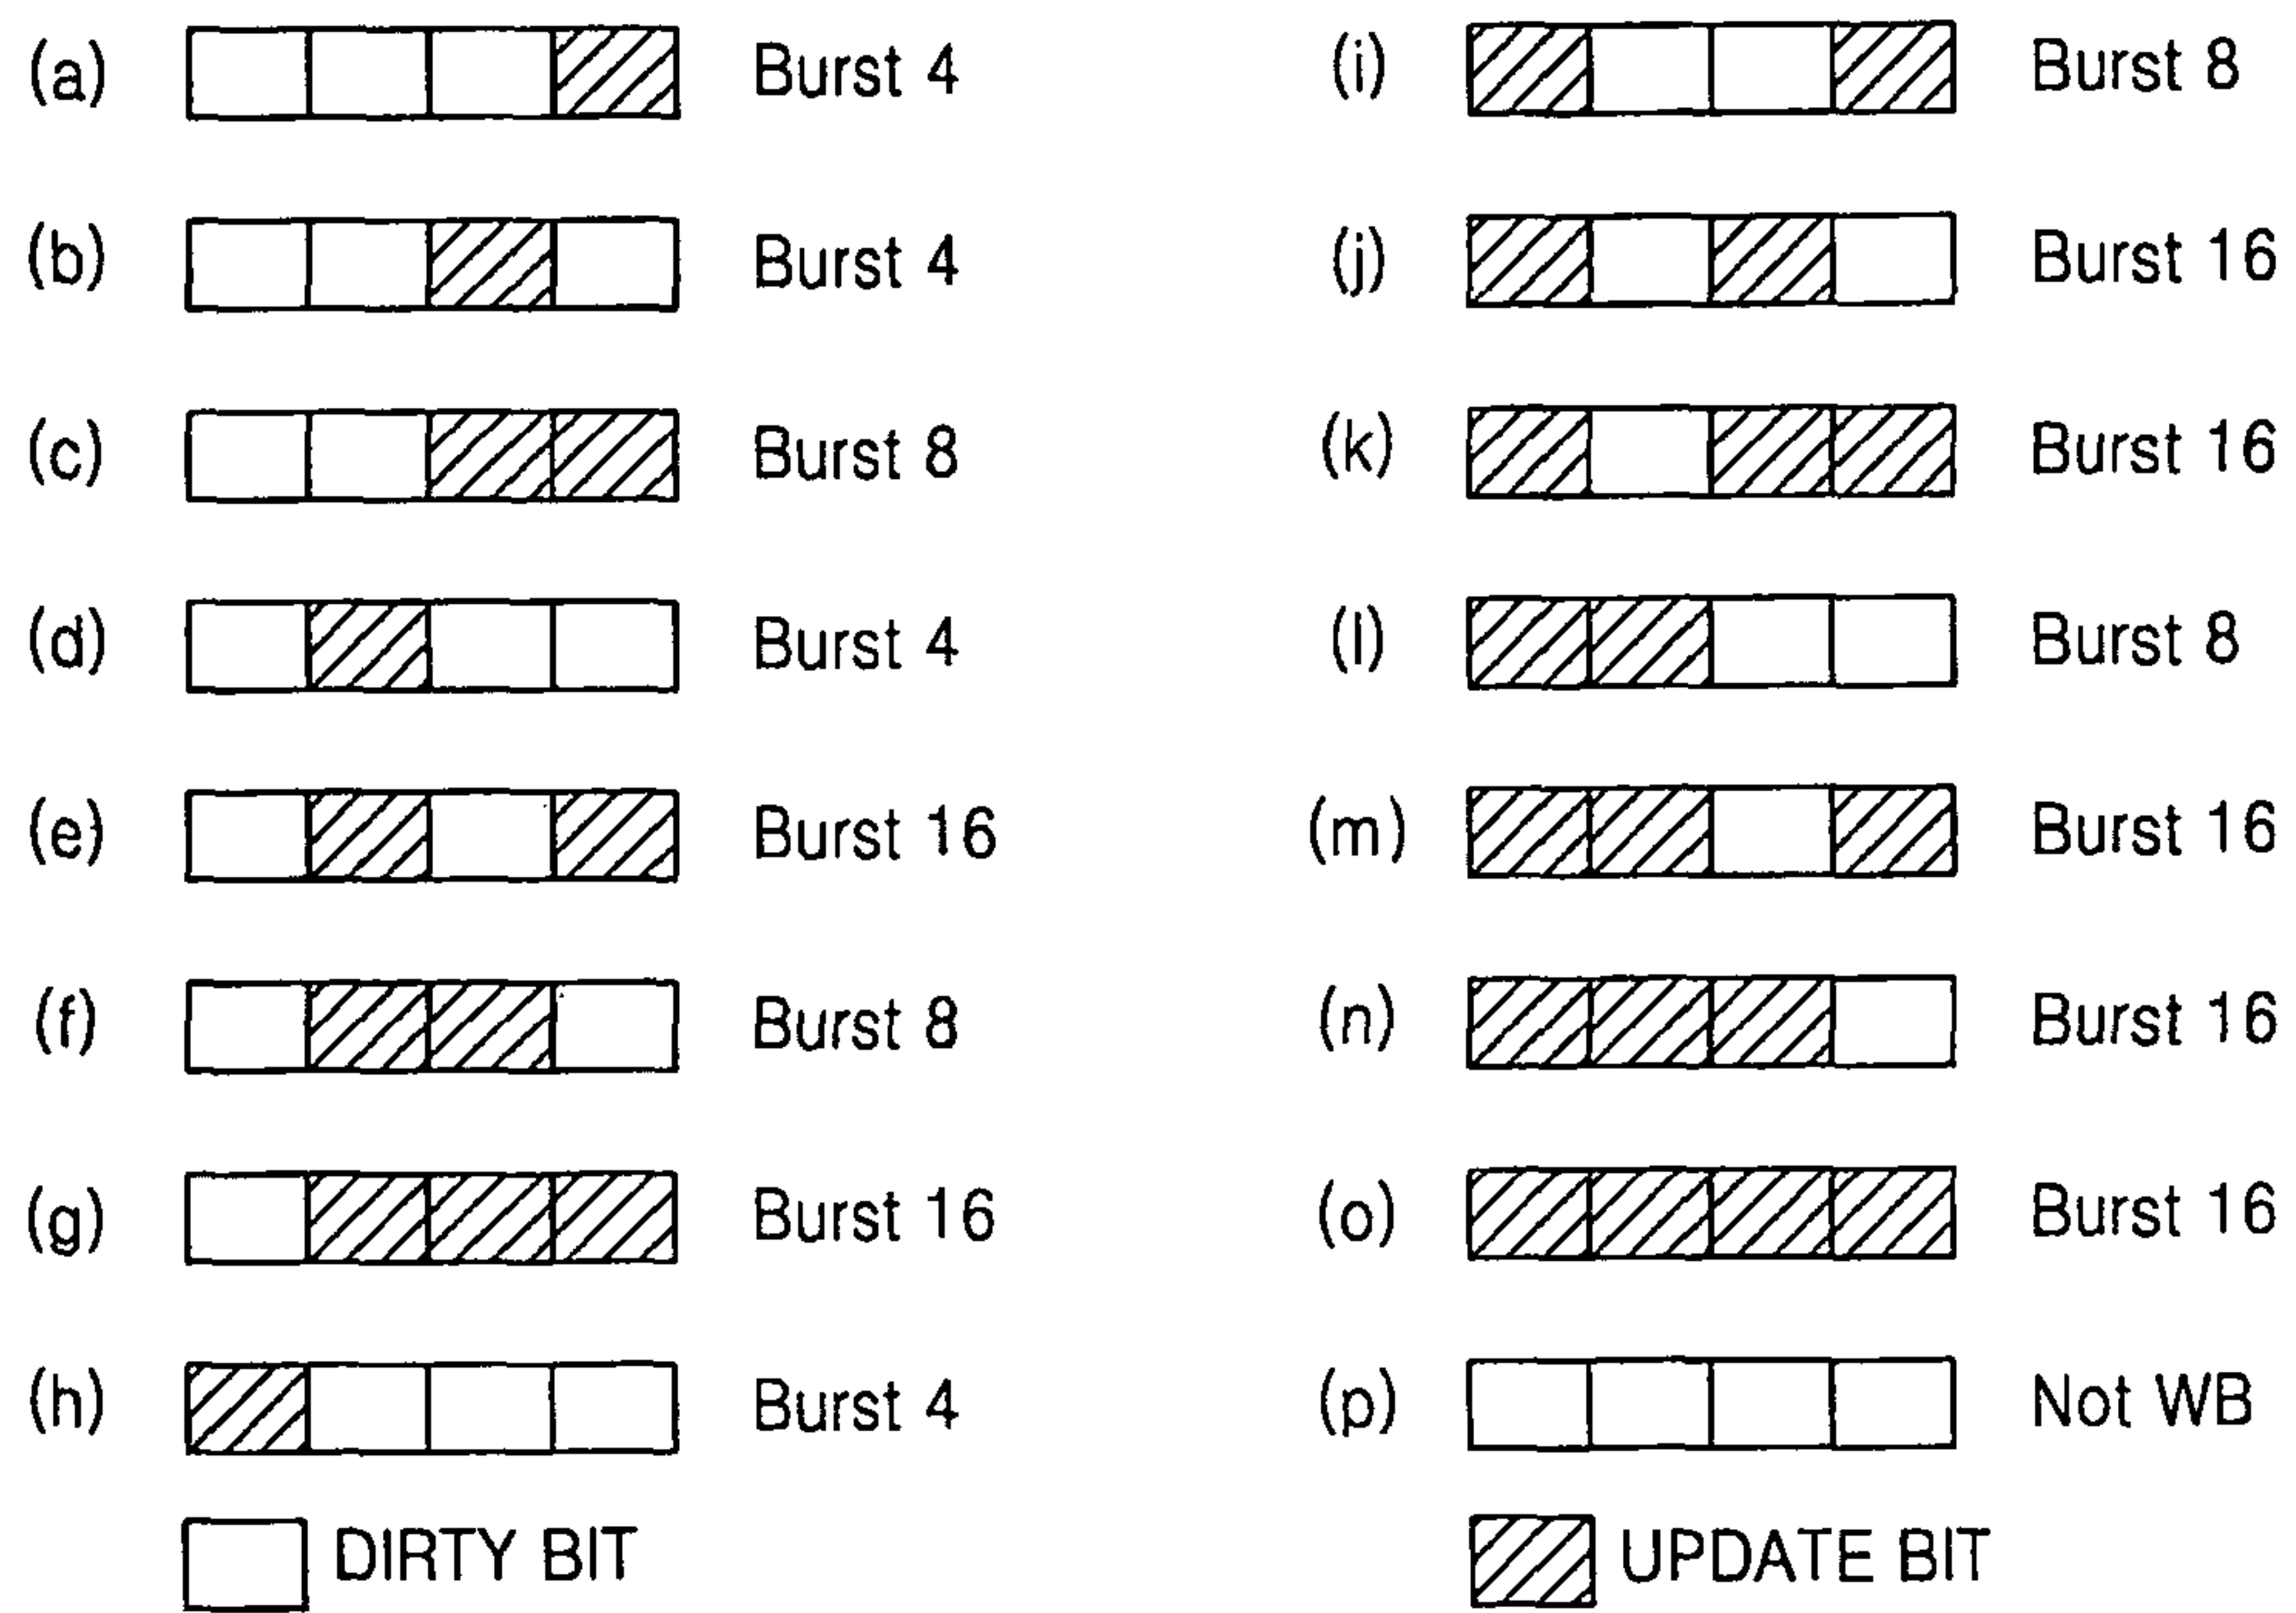 (a) Burst 4
(b) Burst 4
(c) Burst 8
(d) Burst 4
(e) Burst 16
(f) Burst 8
(g) Burst 16
(h) Burst 4
DIRTY BIT
(i) Burst 8
(j) Burst 16
(k) Burst 16
(l) Burst 8
(m) Burst 16
(n) Burst 16
(o) Burst 16
(p) Not WB
UPDATE BIT